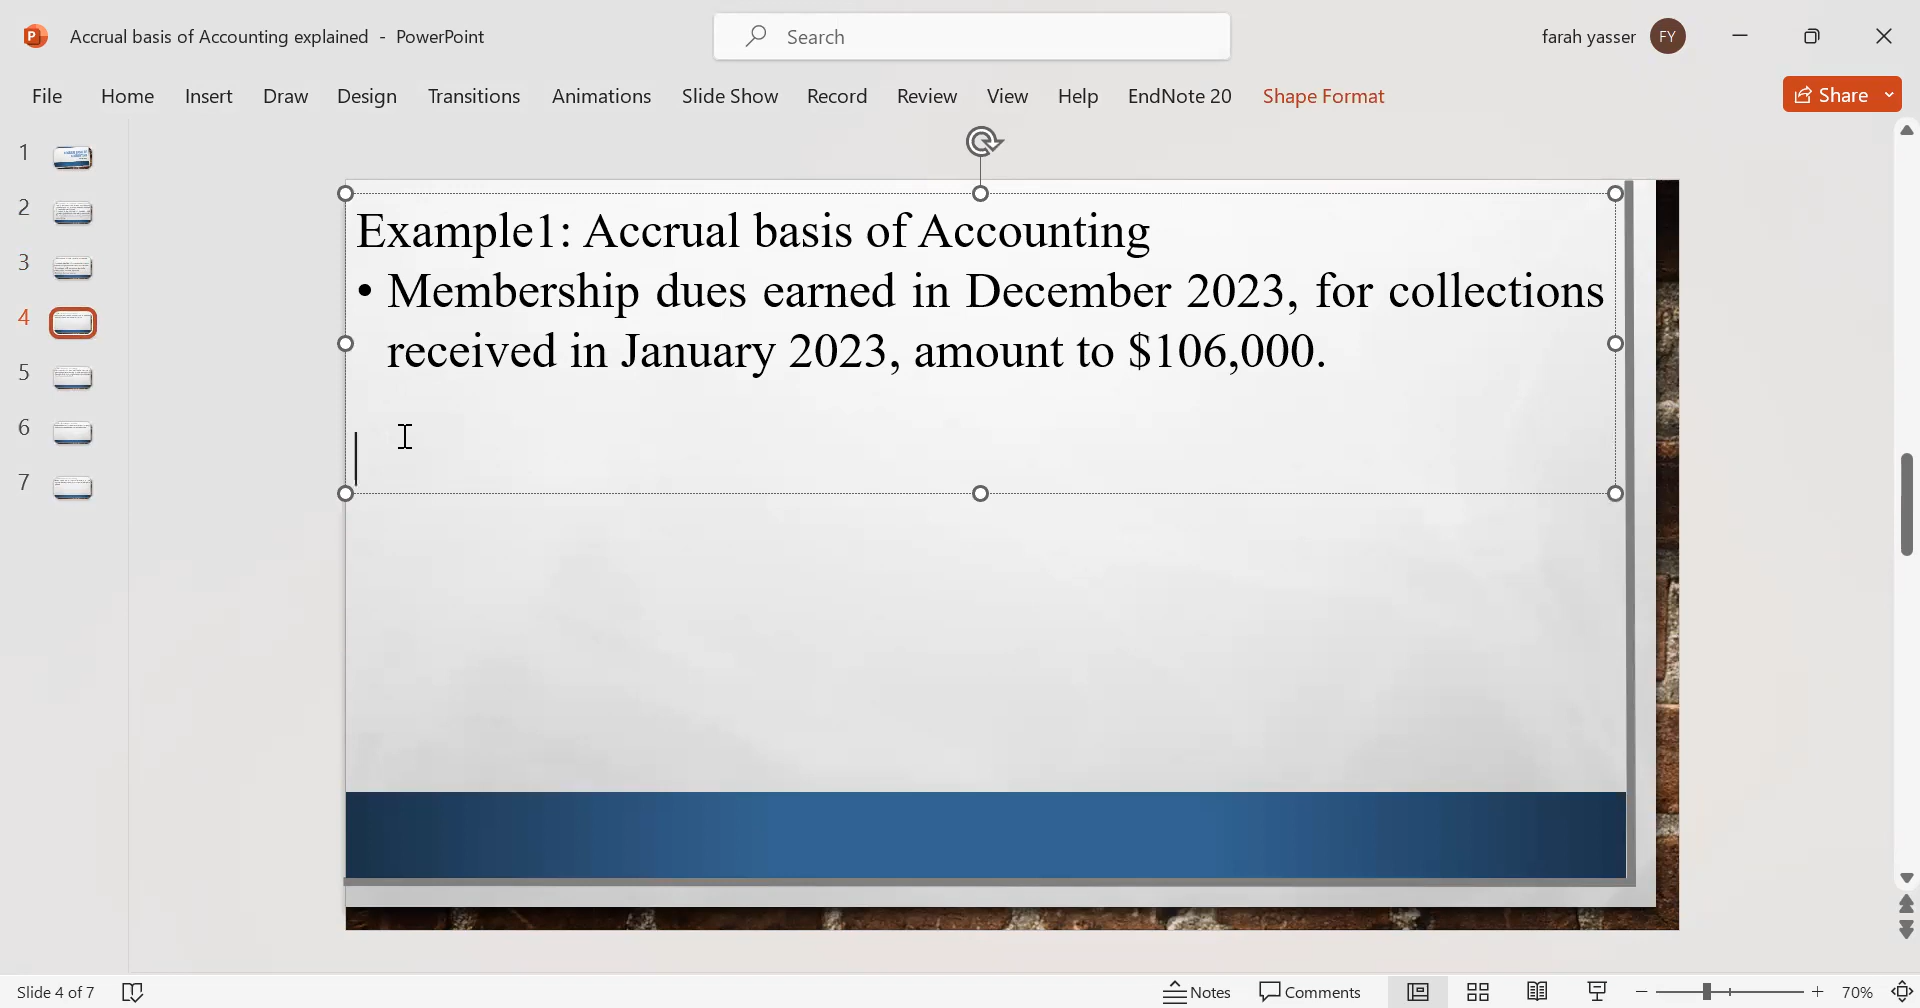 Accrual basis of Accounting explained - PowerPoint
Search
farah yasser
FY
File Home Insert Draw Design Transitions Animations Slide Show Record Review View Help EndNote 20 Shape Format
Share
1
2
3
4
5
6
7
Example1: Accrual basis of Accounting
• Membership dues earned in December 2023, for collections
received in January 2023, amount to $106,000.
Slide 4 of 7
Notes
Comments
70%